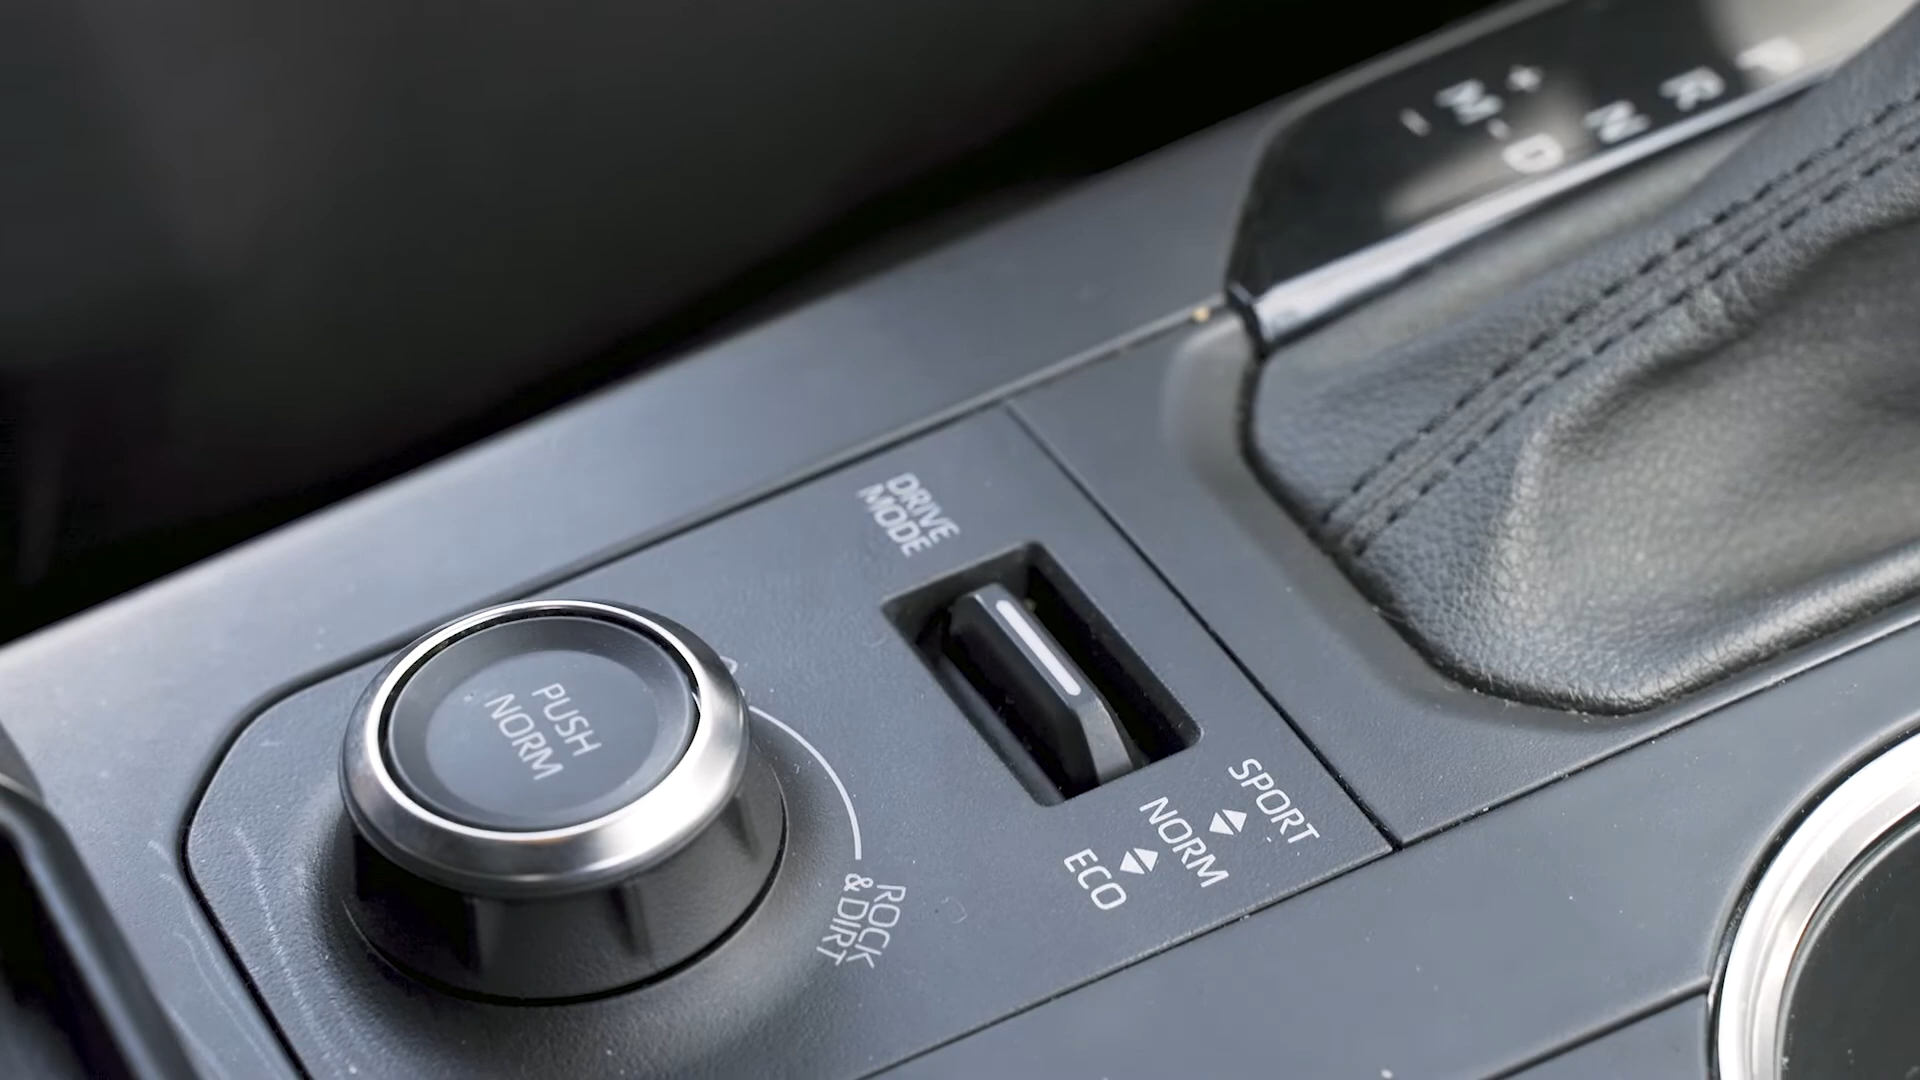 P
R
N
+
M - D
-
DRIVE
MODE
SPORT
NORM
ECO
PUSH
NORM
ROCK
& DIRT